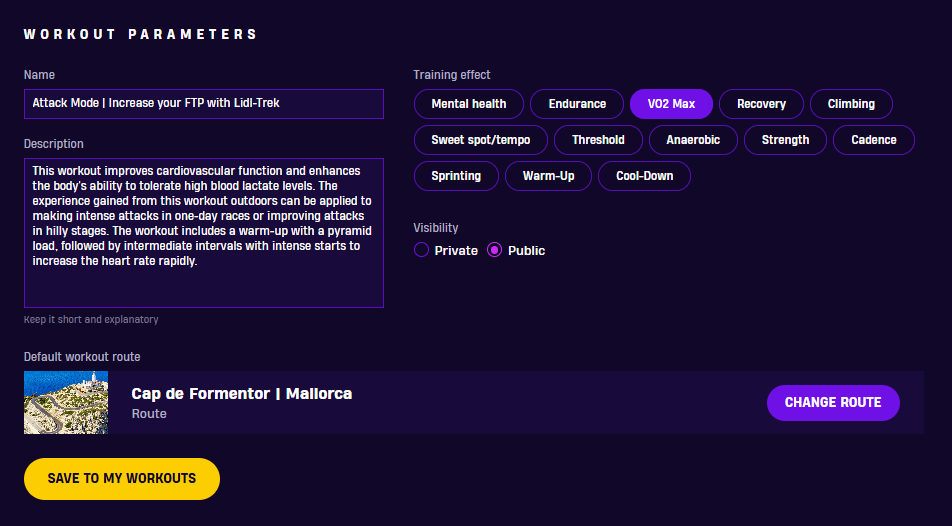 WORKOUT PARAMETERS
Name
Attack Mode | Increase your FTP with Lidl-Trek
Description
This workout improves cardiovascular function and enhances
the body's ability to tolerate high blood lactate levels. The
experience gained from this workout outdoors can be applied to
making intense attacks in one-day races or improving attacks
in hilly stages. The workout includes a warm-up with a pyramid
load, followed by intermediate intervals with intense starts to
increase the heart rate rapidly.
Keep it short and explanatory
Training effect
Mental health Endurance VO2 Max Recovery Climbing
Sweet spot/tempo Threshold Anaerobic Strength Cadence
Sprinting Warm-Up Cool-Down
Visibility
Private Public
Default workout route
Cap de Formentor | Mallorca
Route
CHANGE ROUTE
SAVE TO MY WORKOUTS